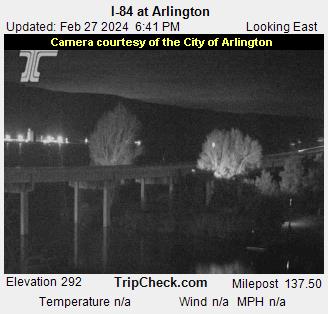 I-84 at Arlington
Updated: Feb 27 2024 6:41 PM Looking East
Camera courtesy of the City of Arlington
Elevation 292 TripCheck.com Milepost 137.50
Temperature n/a Wind n/a MPH n/a